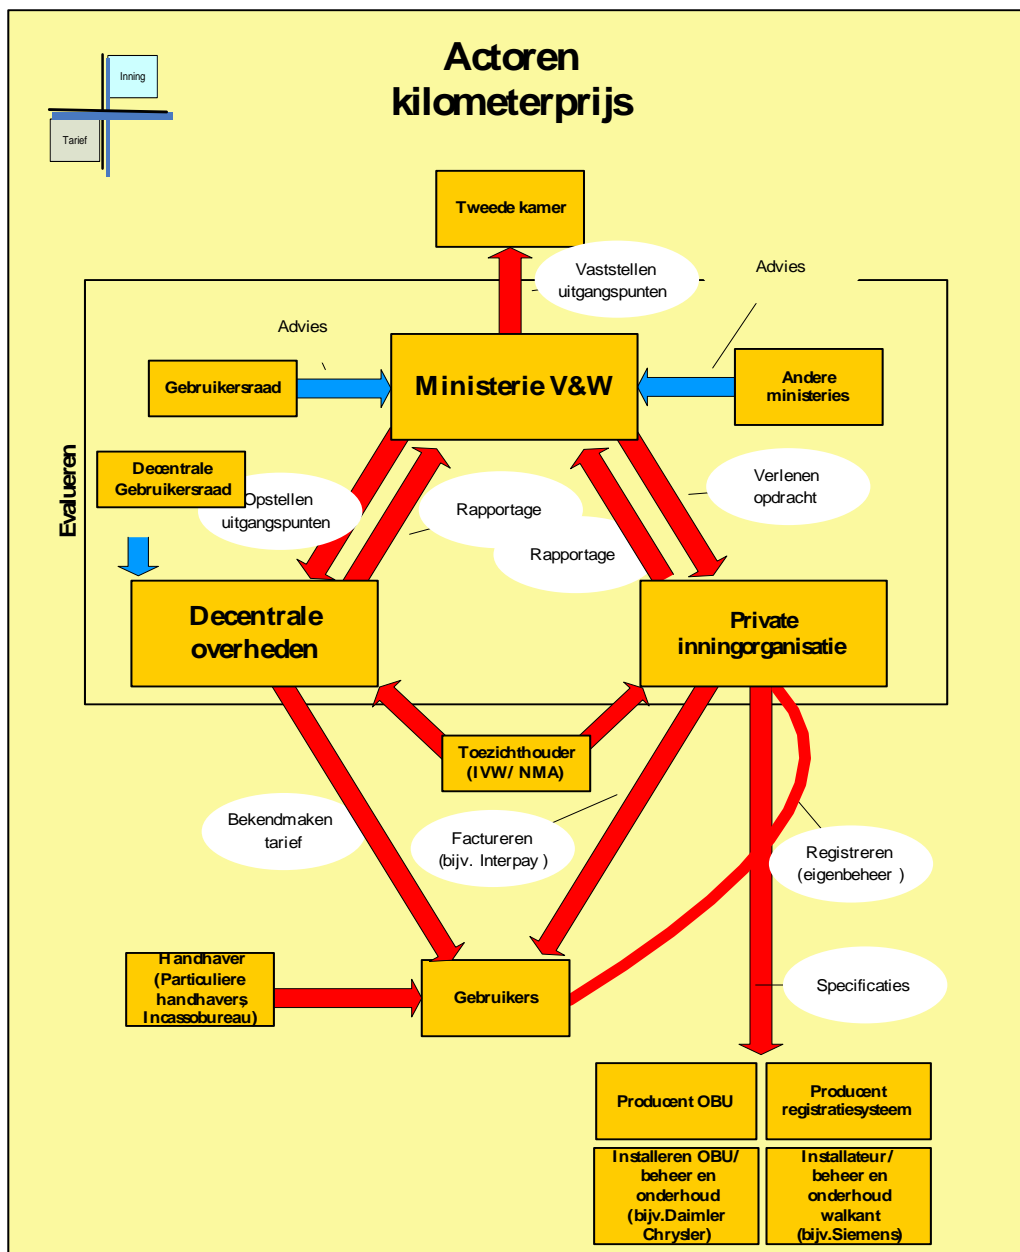 Actoren
kilometerprijs
Inning
Tarief
Tweede kamer
Vaststellen
uitgangspunten
Advies
Advies
Gebruikersraad
Ministerie V&W
Andere
ministeries
Evalueren
Decentrale
Gebruikersraad
Opstellen
uitgangspunten
Rapportage
Verlenen
opdracht
Rapportage
Decentrale
overheden
Private
inningorganisatie
Toezichthouder
(IVW/ NMA)
Bekendmaken
tarief
Factureren
(bijv. Interpay )
Registreren
(eigenbeheer )
Handhaver
(Particuliere
handhavers,
Incassobureau)
Gebruikers
Specificaties
Producent OBU
Producent
registratiesysteem
Installeren OBU/
beheer en
onderhoud
(bijv.Daimler
Chrysler)
Installateur/
beheer en
onderhoud
walkant
(bijv.Siemens)